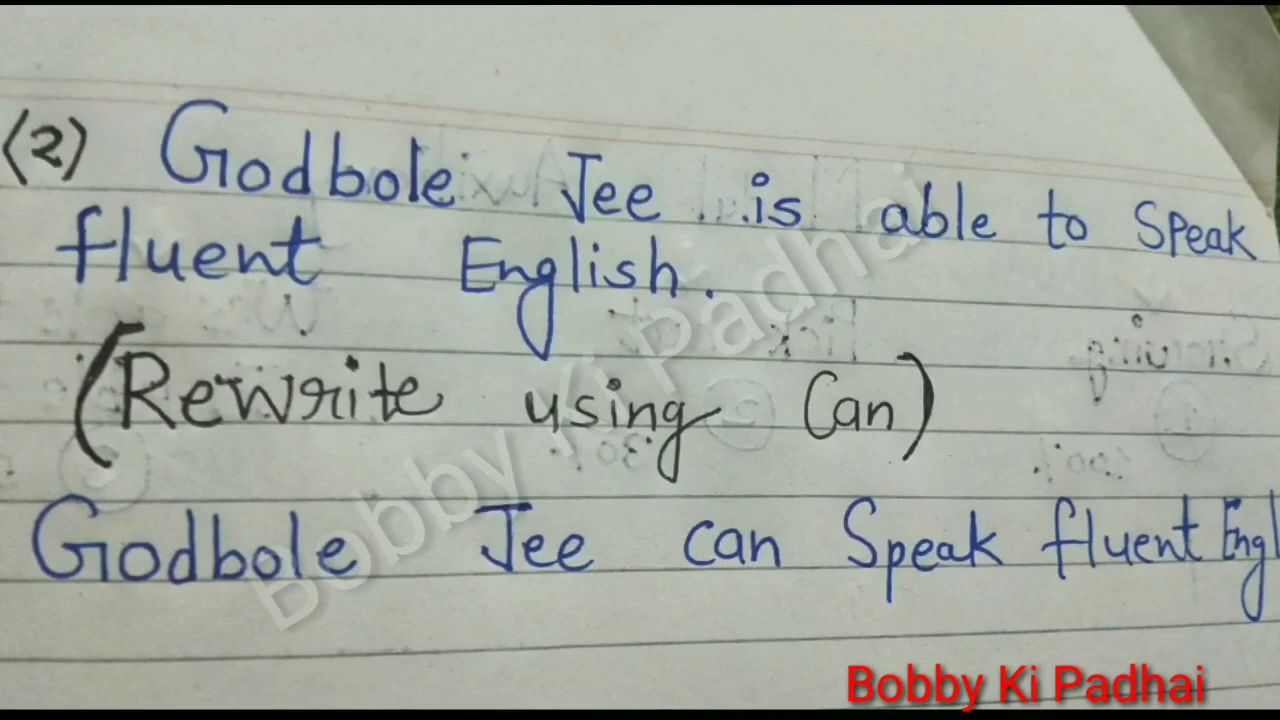 (2) Godbole Jee is able to Speak
fluent English.
(Rewrite using Can)
Godbole Jee can Speak fluent Engl
Bobby Ki Padhai
Bobby Ki Padhai